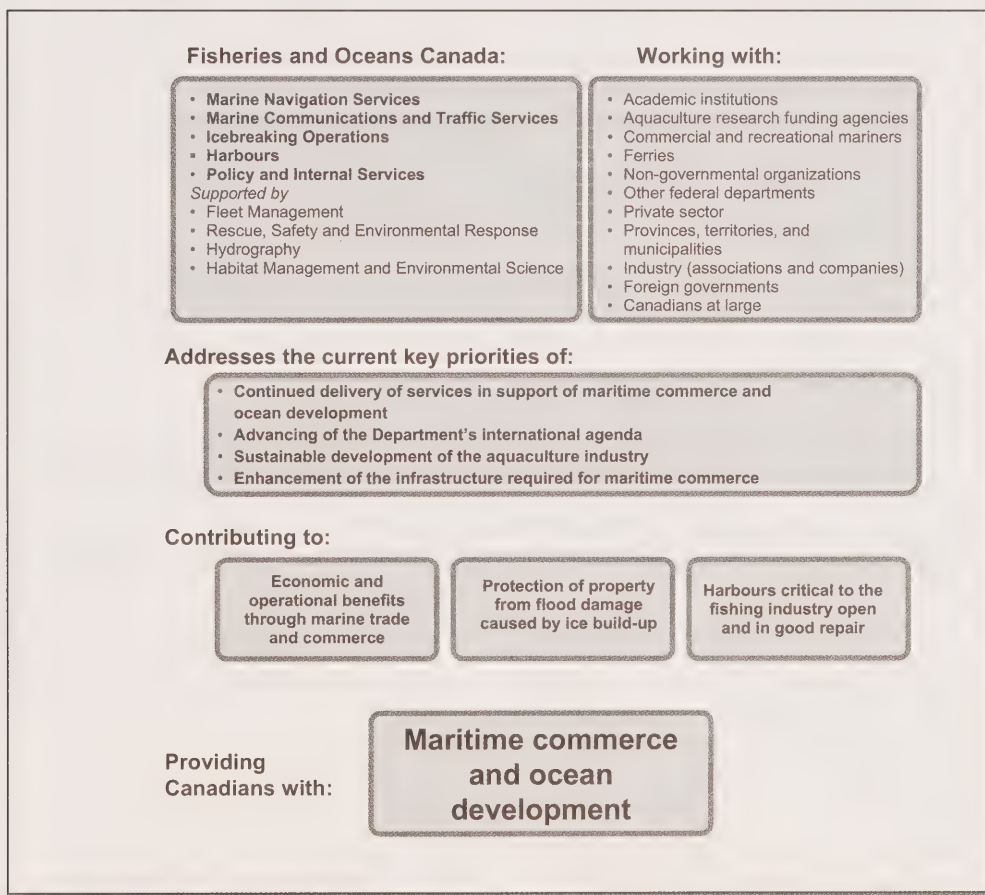 Fisheries and Oceans Canada:
• Marine Navigation Services
• Marine Communications and Traffic Services
• Icebreaking Operations
▪ Harbours
• Policy and Internal Services
Supported by
• Fleet Management
• Rescue, Safety and Environmental Response
• Hydrography
• Habitat Management and Environmental Science
Working with:
• Academic institutions
• Aquaculture research funding agencies
• Commercial and recreational mariners
• Ferries
• Non-governmental organizations
• Other federal departments
• Private sector
• Provinces, territories, and
municipalities
• Industry (associations and companies)
• Foreign governments
• Canadians at large
Addresses the current key priorities of:
• Continued delivery of services in support of maritime commerce and
ocean development
• Advancing of the Department's international agenda
• Sustainable development of the aquaculture industry
• Enhancement of the infrastructure required for maritime commerce
Contributing to:
Economic and
operational benefits
through marine trade
and commerce
Protection of property
from flood damage
caused by ice build-up
Harbours critical to the
fishing industry open
and in good repair
Providing
Canadians with:
Maritime commerce
and ocean
development